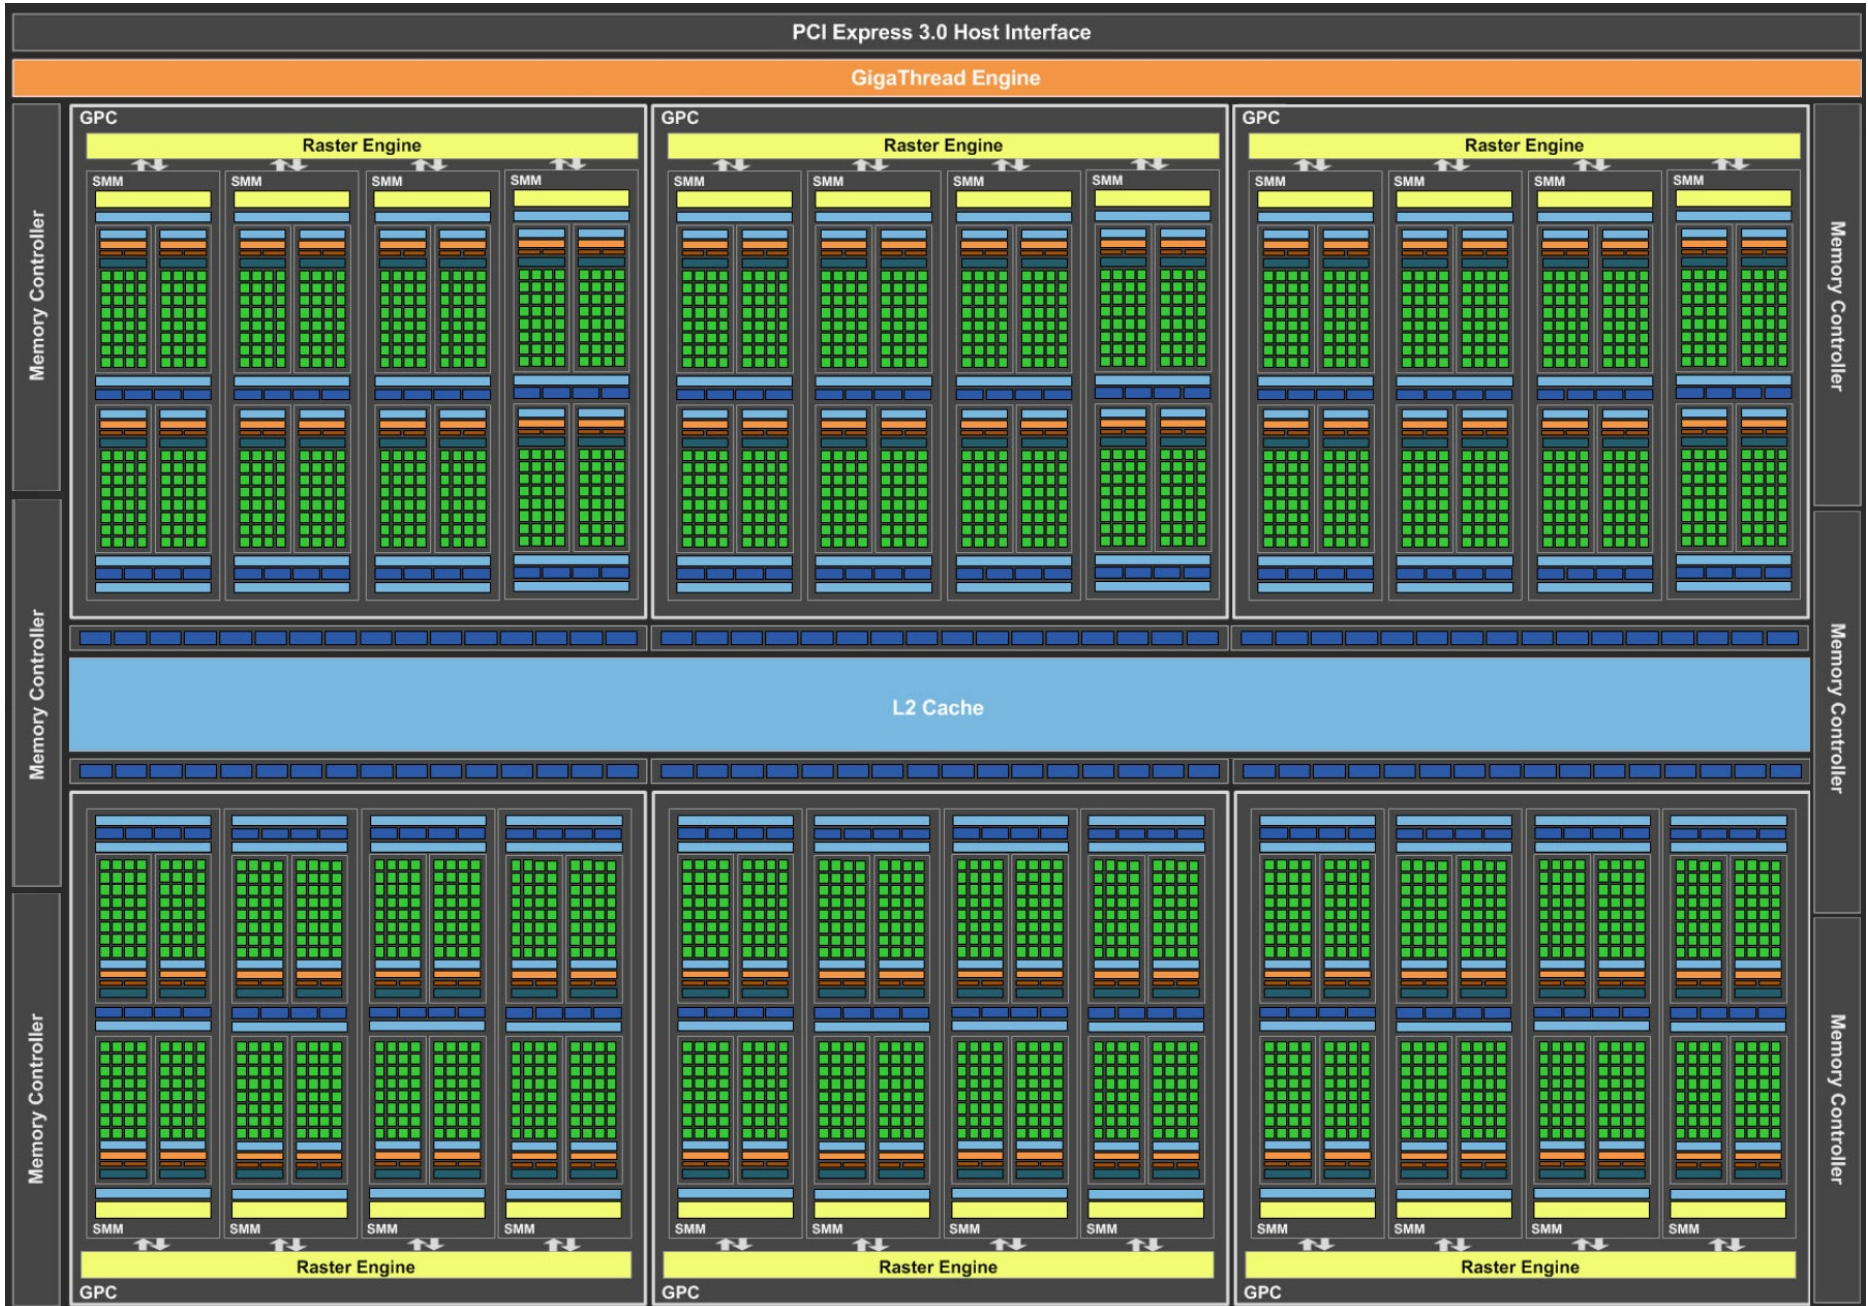 PCI Express 3.0 Host Interface
GigaThread Engine
Memory Controller
Memory Controller
Memory Controller
GPC
Raster Engine
SMM
SMM
SMM
SMM
GPC
Raster Engine
SMM
SMM
SMM
SMM
GPC
Raster Engine
SMM
SMM
SMM
SMM
L2 Cache
SMM
SMM
SMM
SMM
Raster Engine
GPC
SMM
SMM
SMM
SMM
Raster Engine
GPC
SMM
SMM
SMM
SMM
Raster Engine
GPC
Memory Controller
Memory Controller
Memory Controller